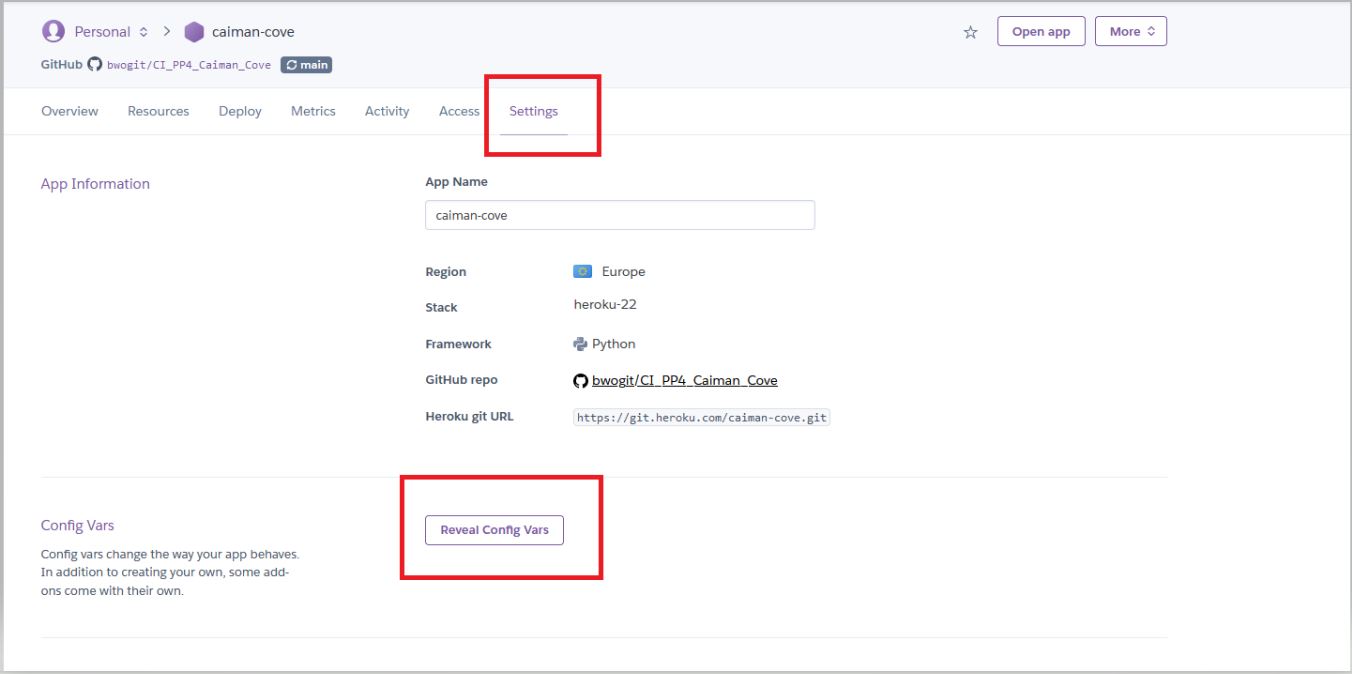 Personal > caiman-cove
Open app
More
GitHub bwogit/CI_PP4_Caiman_Cove main
Overview Resources Deploy Metrics Activity Access Settings
App Information
App Name
caiman-cove
Region Europe
Stack heroku-22
Framework Python
GitHub repo bwogit/CI_PP4_Caiman_Cove
Heroku git URL https://git.heroku.com/caiman-cove.git
Config Vars
Config vars change the way your app behaves.
In addition to creating your own, some add-
ons come with their own.
Reveal Config Vars